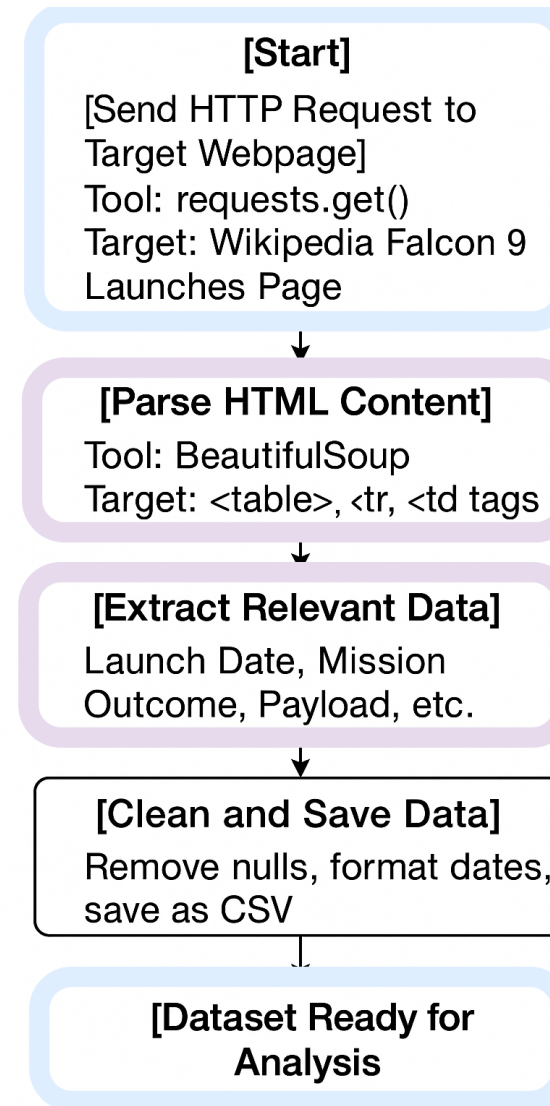 [Start]
[Send HTTP Request to
Target Webpage]
Tool: requests.get()
Target: Wikipedia Falcon 9
Launches Page
[Parse HTML Content]
Tool: BeautifulSoup
Target: <table>, <tr, <td tags
[Extract Relevant Data]
Launch Date, Mission
Outcome, Payload, etc.
[Clean and Save Data]
Remove nulls, format dates,
save as CSV
[Dataset Ready for
Analysis